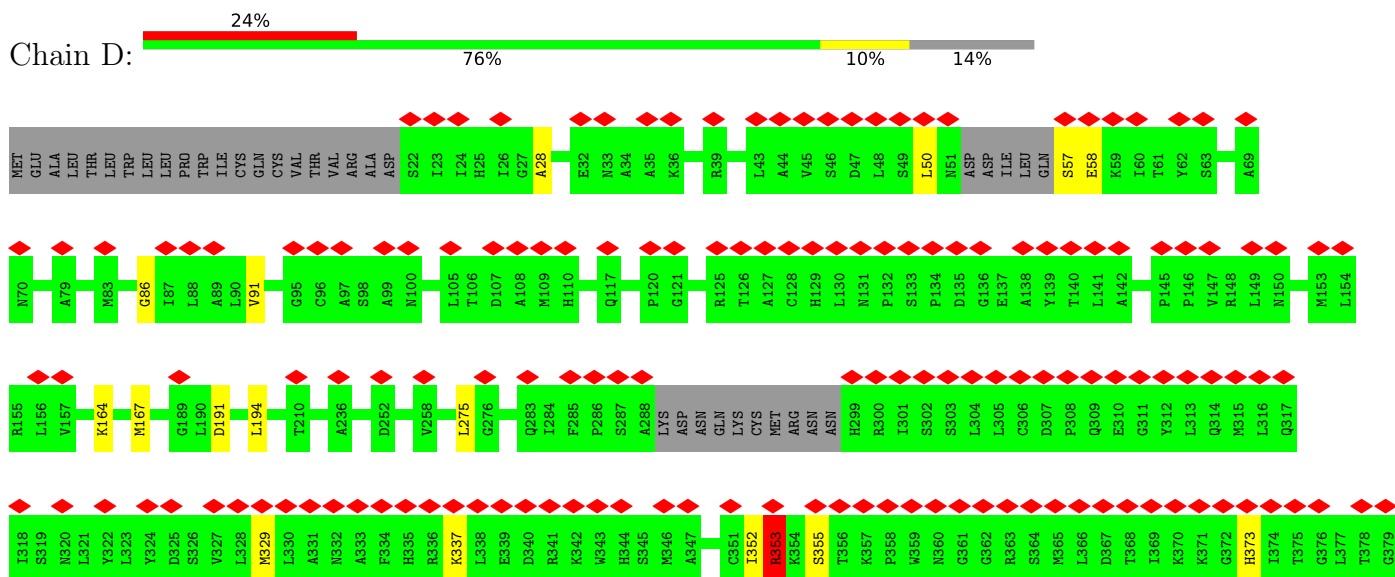 24%
Chain D:
76% 10% 14%
MET GLU ALA LEU THR LEU TRP LEU LEU PRO TRP ILE CYS GLN CYS VAL THR VAL ARG ALA ASP S22 I23 I24 H25 I26 G27 A28 E32 N33 A34 A35 K36 R39 L43 A44 V45 S46 D47 L48 S49 L50 N51 ASP ASP ILE LEU GLN S57 E58 K59 I60 T61 Y62 S63 A69
N70 A79 M83 G86 I87 L88 A89 L90 V91 G95 C96 A97 S98 A99 N100 L105 T106 D107 A108 M109 H110 Q117 P120 G121 R125 T126 A127 C128 H129 L130 N131 P132 S133 P134 D135 G136 E137 A138 Y139 T140 L141 A142 P145 P146 V147 R148 L149 N150 M153 L154
R155 L156 V157 K164 M167 G189 L190 D191 L194 T210 A236 D252 V258 L275 G276 Q283 I284 F285 P286 S287 A288 LYS ASP ASN GLN LYS CYS MET ARG ASN ASN H299 R300 I301 S302 S303 L304 L305 C306 D307 P308 Q309 E310 G311 Y312 L313 Q314 M315 L316 Q317
I318 S319 N320 L321 Y322 L323 Y324 D325 S326 V327 L328 M329 L330 A331 N332 A333 F334 H335 R336 K337 L338 E339 D340 R341 K342 W343 H344 S345 M346 A347 C351 I352 R353 K354 S355 T356 K357 P358 W359 N360 G361 G362 R363 S364 M365 L366 D367 T368 I369 K370 K371 G372 H373 I374 T375 G376 L377 T378 G379